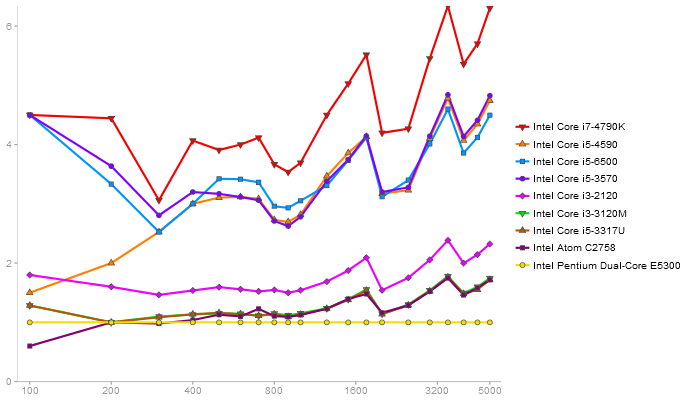 6
4
2
0
100 200 400 800 1600 3200 5000
Intel Core i7-4790K
Intel Core i5-4590
Intel Core i5-6500
Intel Core i5-3570
Intel Core i3-2120
Intel Core i3-3120M
Intel Core i5-3317U
Intel Atom C2758
Intel Pentium Dual-Core E5300